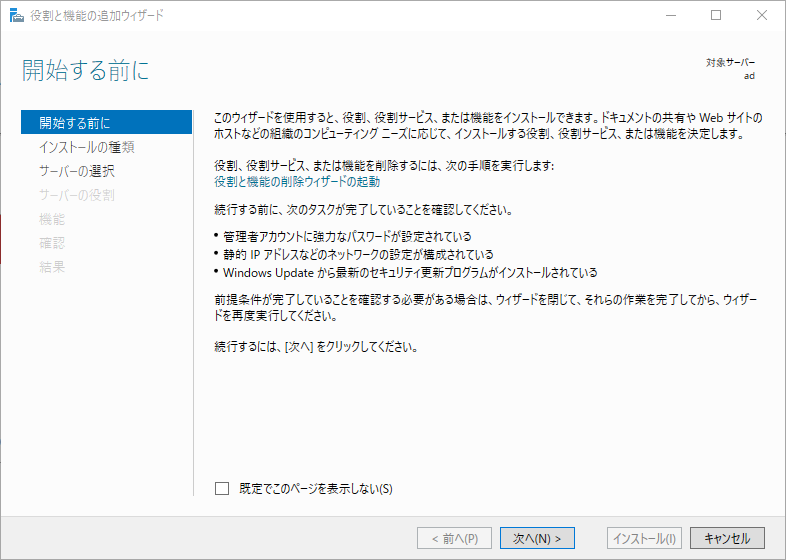 役割と機能の追加ウィザード
開始する前に
対象サーバー
ad
開始する前に
インストールの種類
サーバーの選択
サーバーの役割
機能
確認
結果
このウィザードを使用すると、役割、役割サービス、または機能をインストールできます。ドキュメントの共有や Web サイトの
ホストなどの組織のコンピューティング ニーズに応じて、インストールする役割、役割サービス、または機能を決定します。
役割、役割サービス、または機能を削除するには、次の手順を実行します:
役割と機能の削除ウィザードの起動
続行する前に、次のタスクが完了していることを確認してください。
• 管理者アカウントに強力なパスワードが設定されている
• 静的 IP アドレスなどのネットワークの設定が構成されている
• Windows Update から最新のセキュリティ更新プログラムがインストールされている
前提条件が完了していることを確認する必要がある場合は、ウィザードを閉じて、それらの作業を完了してから、ウィザー
ドを再度実行してください。
続行するには、[次へ] をクリックしてください。
既定でこのページを表示しない(S)
< 前へ(P)
次へ(N) >
インストール(I)
キャンセル